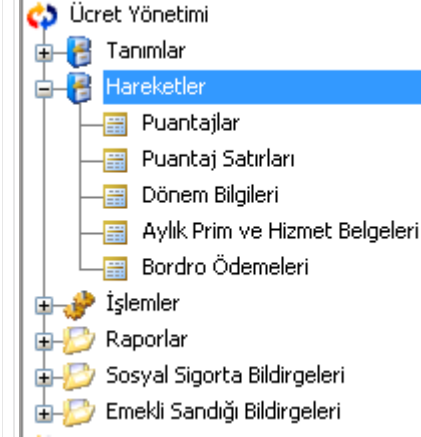 Ücret Yönetimi
Tanımlar
Hareketler
Puantajlar
Puantaj Satırları
Dönem Bilgileri
Aylık Prim ve Hizmet Belgeleri
Bordro Ödemeleri
İşlemler
Raporlar
Sosyal Sigorta Bildirgeleri
Emekli Sandığı Bildirgeleri